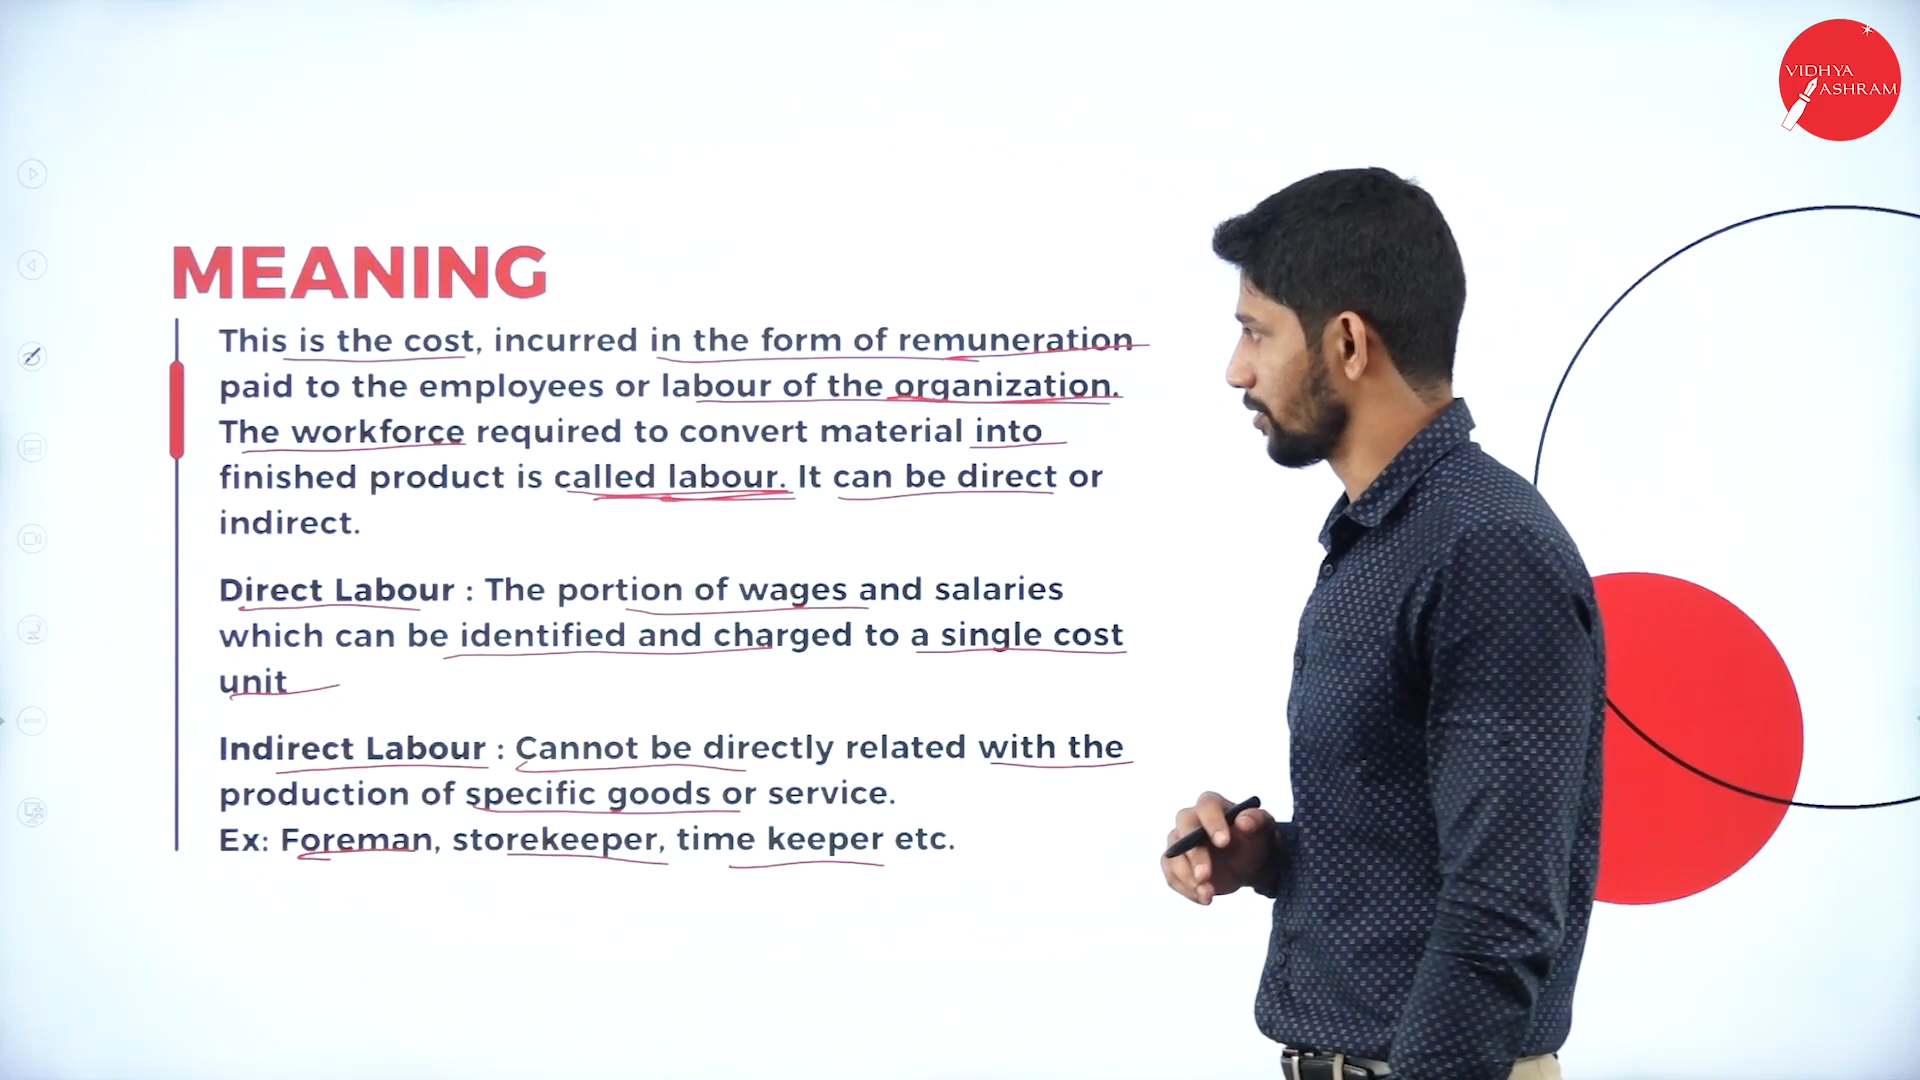 VIDHYA
ASHRAM
MEANING
This is the cost, incurred in the form of remuneration
paid to the employees or labour of the organization.
The workforce required to convert material into
finished product is called labour. It can be direct or
indirect.
Direct Labour : The portion of wages and salaries
which can be identified and charged to a single cost
unit
Indirect Labour : Cannot be directly related with the
production of specific goods or service.
Ex: Foreman, storekeeper, time keeper etc.